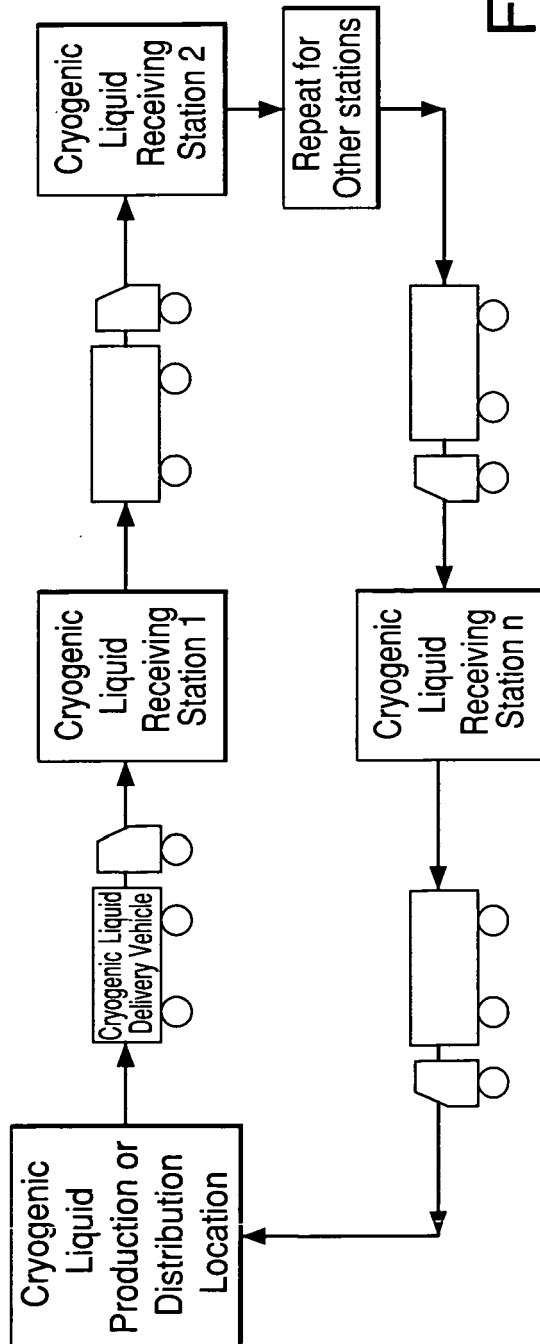 Cryogenic
Liquid
Production or
Distribution
Location
Cryogenic Liquid
Delivery Vehicle
Cryogenic
Liquid
Receiving
Station 1
Cryogenic
Liquid
Receiving
Station 2
Repeat for
Other stations
Cryogenic
Liquid
Receiving
Station n
F